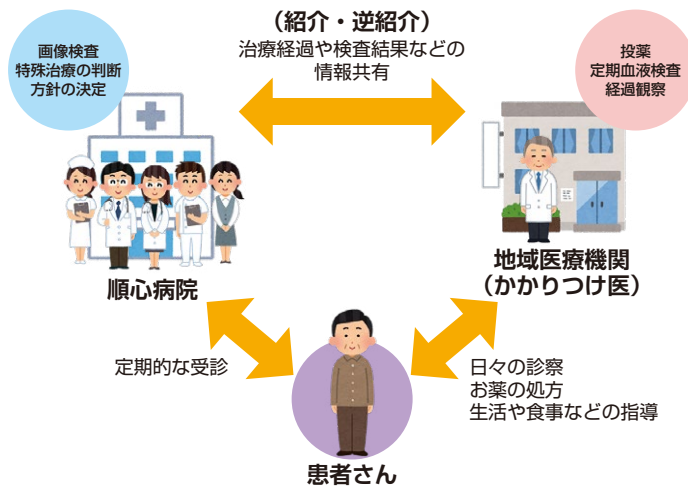 （紹介・逆紹介）
治療経過や検査結果などの
情報共有
画像検査
特殊治療の判断
方針の決定
投薬
定期血液検査
経過観察
順心病院
地域医療機関
（かかりつけ医）
定期的な受診
日々の診察
お薬の処方
生活や食事などの指導
患者さん